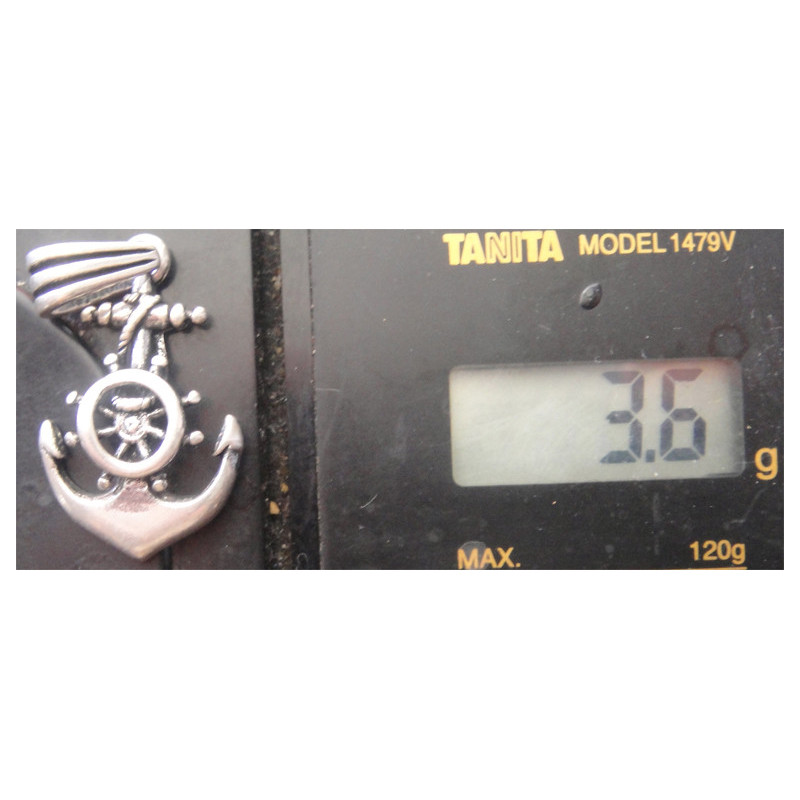 TANITA MODEL 1479V
3.6 g
MAX. 120g